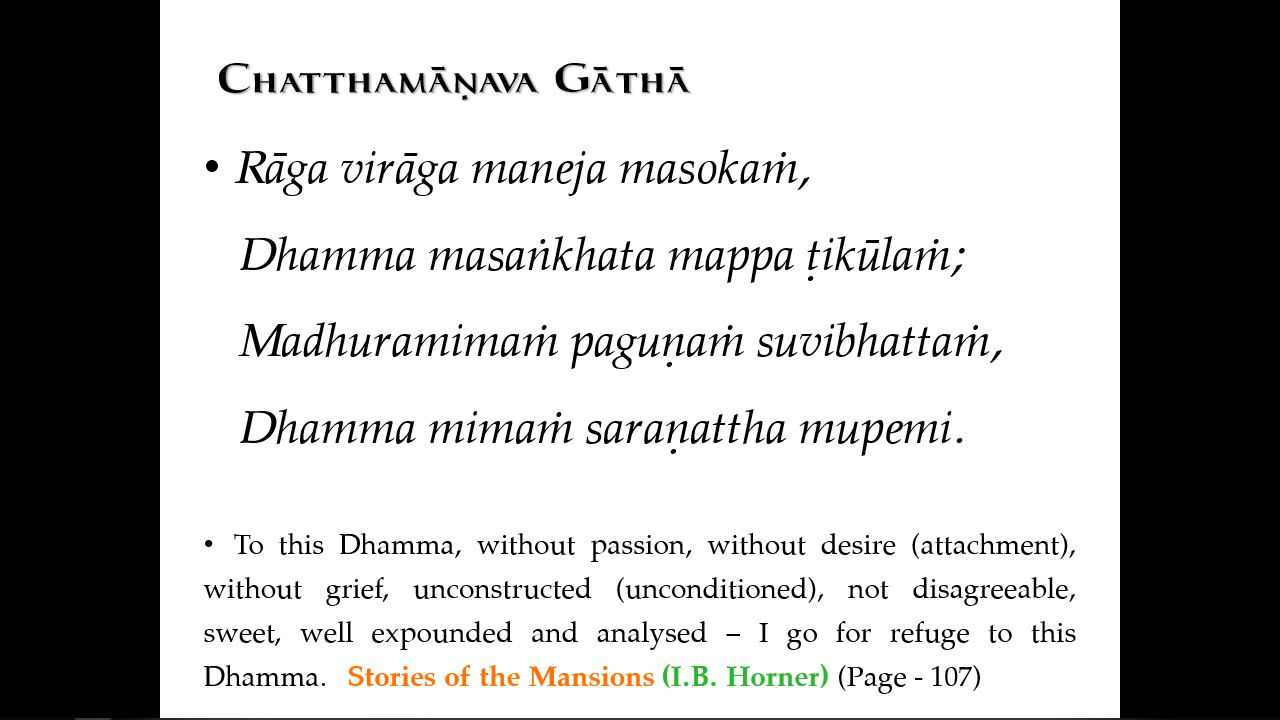 Chatthamāṇava Gāthā
• Rāga virāga maneja masokaṁ,
Dhamma masaṅkhata mappa ṭikūlaṁ;
Madhuramimaṁ paguṇaṁ suvibhattaṁ,
Dhamma mimaṁ saraṇattha mupemi.
• To this Dhamma, without passion, without desire (attachment),
without grief, unconstructed (unconditioned), not disagreeable,
sweet, well expounded and analysed – I go for refuge to this
Dhamma. Stories of the Mansions (I.B. Horner) (Page - 107)